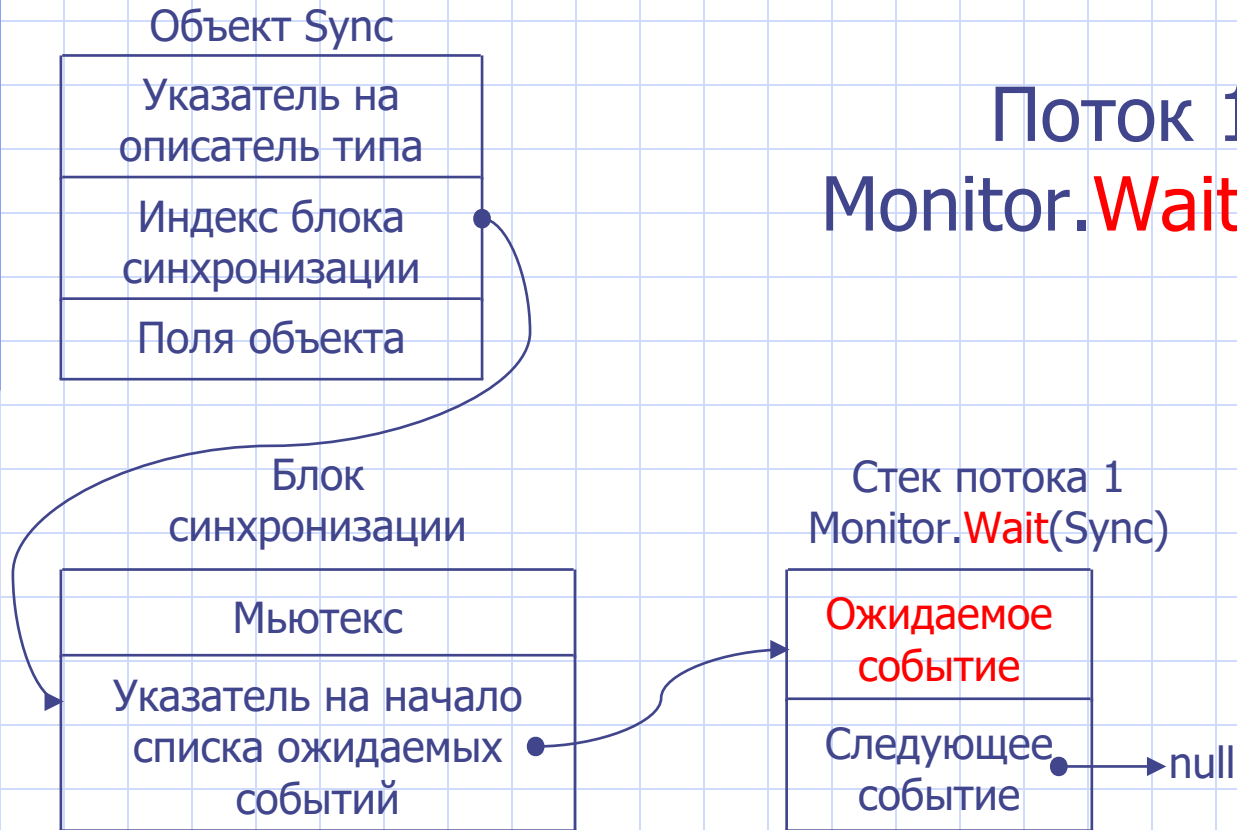 Объект Sync
Указатель на
описатель типа
Индекс блока
синхронизации
Поля объекта
Поток 1
Monitor.Wait
Блок
синхронизации
Мьютекс
Указатель на начало
списка ожидаемых
событий
Стек потока 1
Monitor.Wait(Sync)
Ожидаемое
событие
Следующее
событие
null